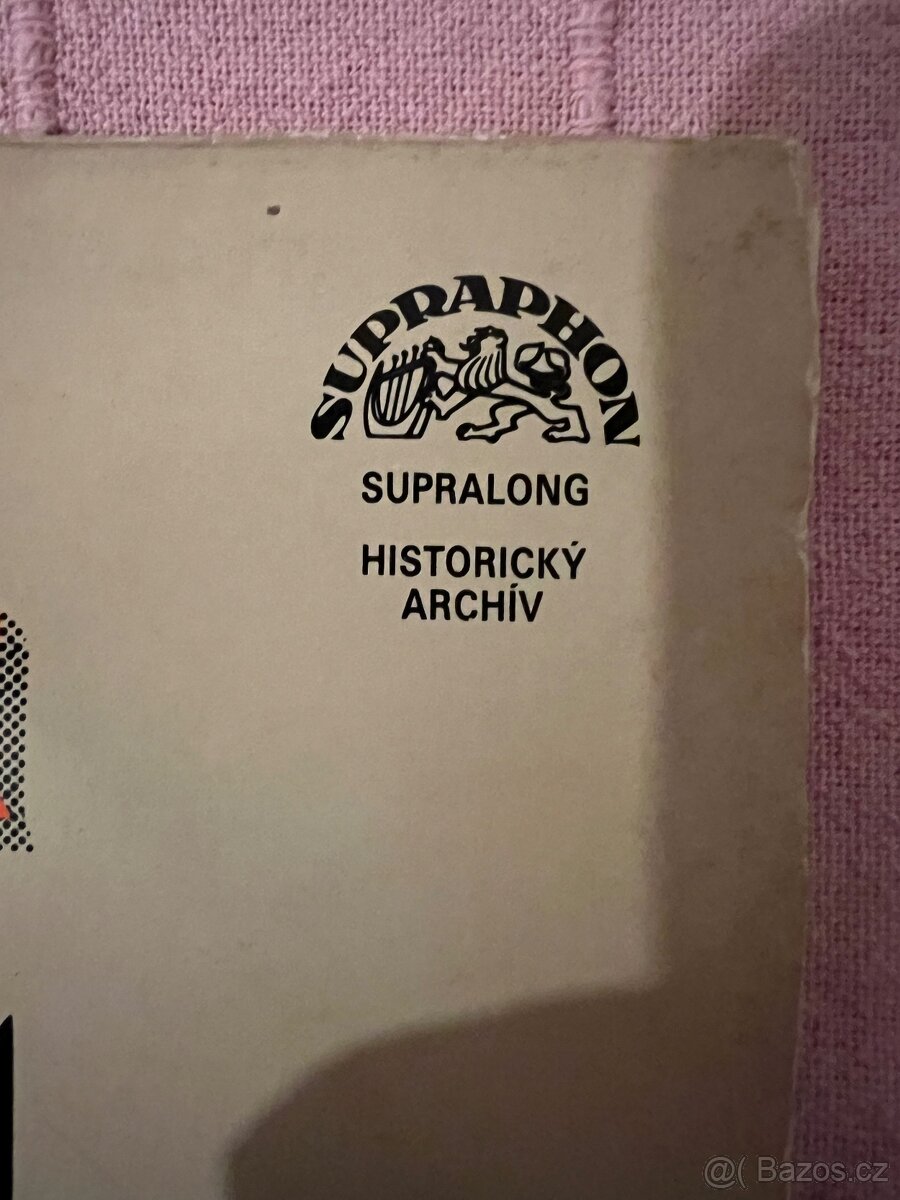 SUPRAPHON
SUPRALONG
HISTORICKÝ
ARCHÍV
@( Bazos.cz